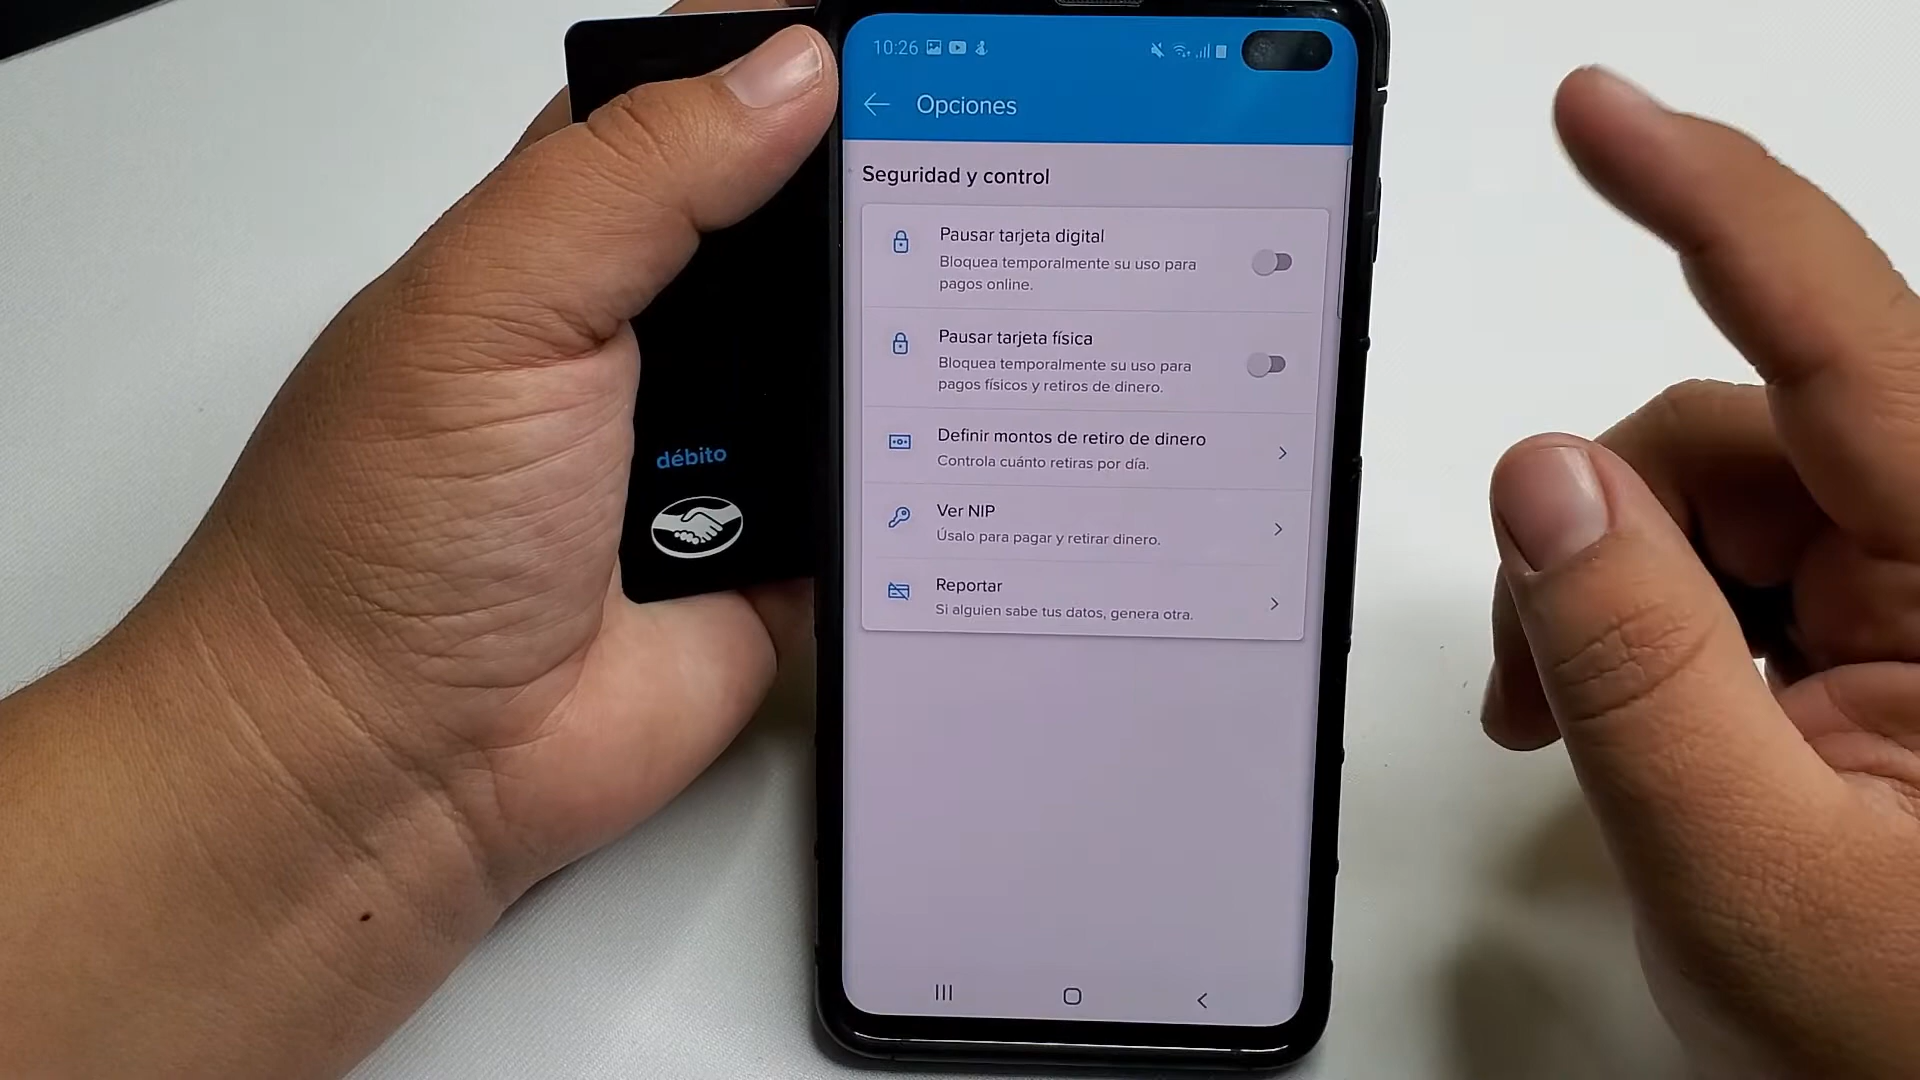 10:26
Opciones
Seguridad y control
Pausar tarjeta digital
Bloquea temporalmente su uso para
pagos online.
Pausar tarjeta física
Bloquea temporalmente su uso para
pagos físicos y retiros de dinero.
Definir montos de retiro de dinero
Controla cuánto retiras por día.
Ver NIP
Úsalo para pagar y retirar dinero.
Reportar
Si alguien sabe tus datos, genera otra.
débito